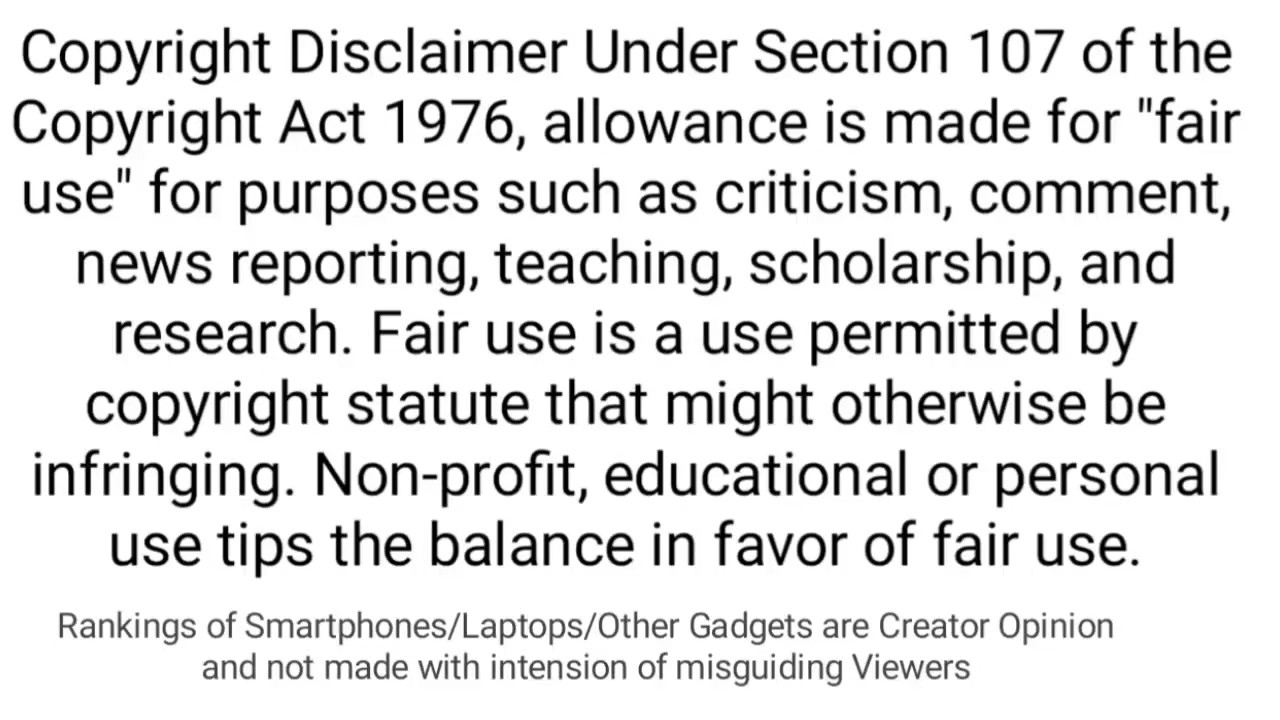 Copyright Disclaimer Under Section 107 of the
Copyright Act 1976, allowance is made for "fair
use" for purposes such as criticism, comment,
news reporting, teaching, scholarship, and
research. Fair use is a use permitted by
copyright statute that might otherwise be
infringing. Non-profit, educational or personal
use tips the balance in favor of fair use.
Rankings of Smartphones/Laptops/Other Gadgets are Creator Opinion
and not made with intension of misguiding Viewers